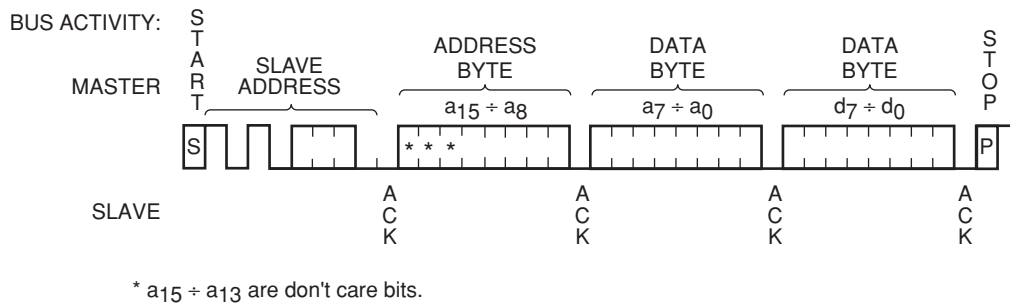 BUS ACTIVITY:
MASTER
START
SLAVE
ADDRESS
ADDRESS
BYTE
a15 ÷ a8
DATA
BYTE
a7 ÷ a0
DATA
BYTE
d7 ÷ d0
STOP
S
* * *
P
SLAVE
ACK
ACK
ACK
ACK
* a15 ÷ a13 are don't care bits.